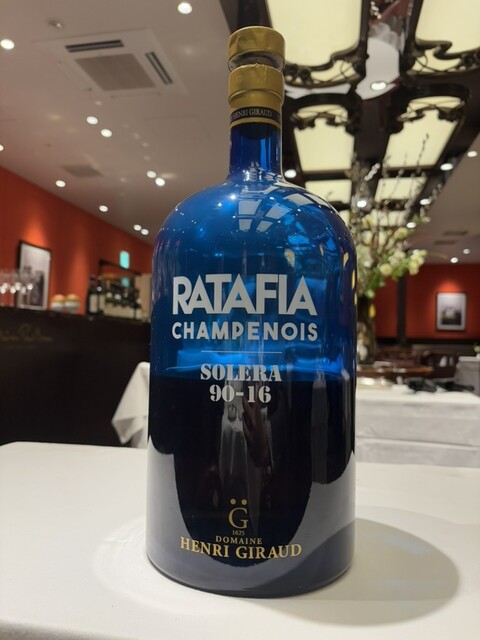 HENRI GIRAUD
RATAFIA
CHAMPENOIS
SOLERA
90-16
G
1625
DOMAINE
HENRI GIRAUD